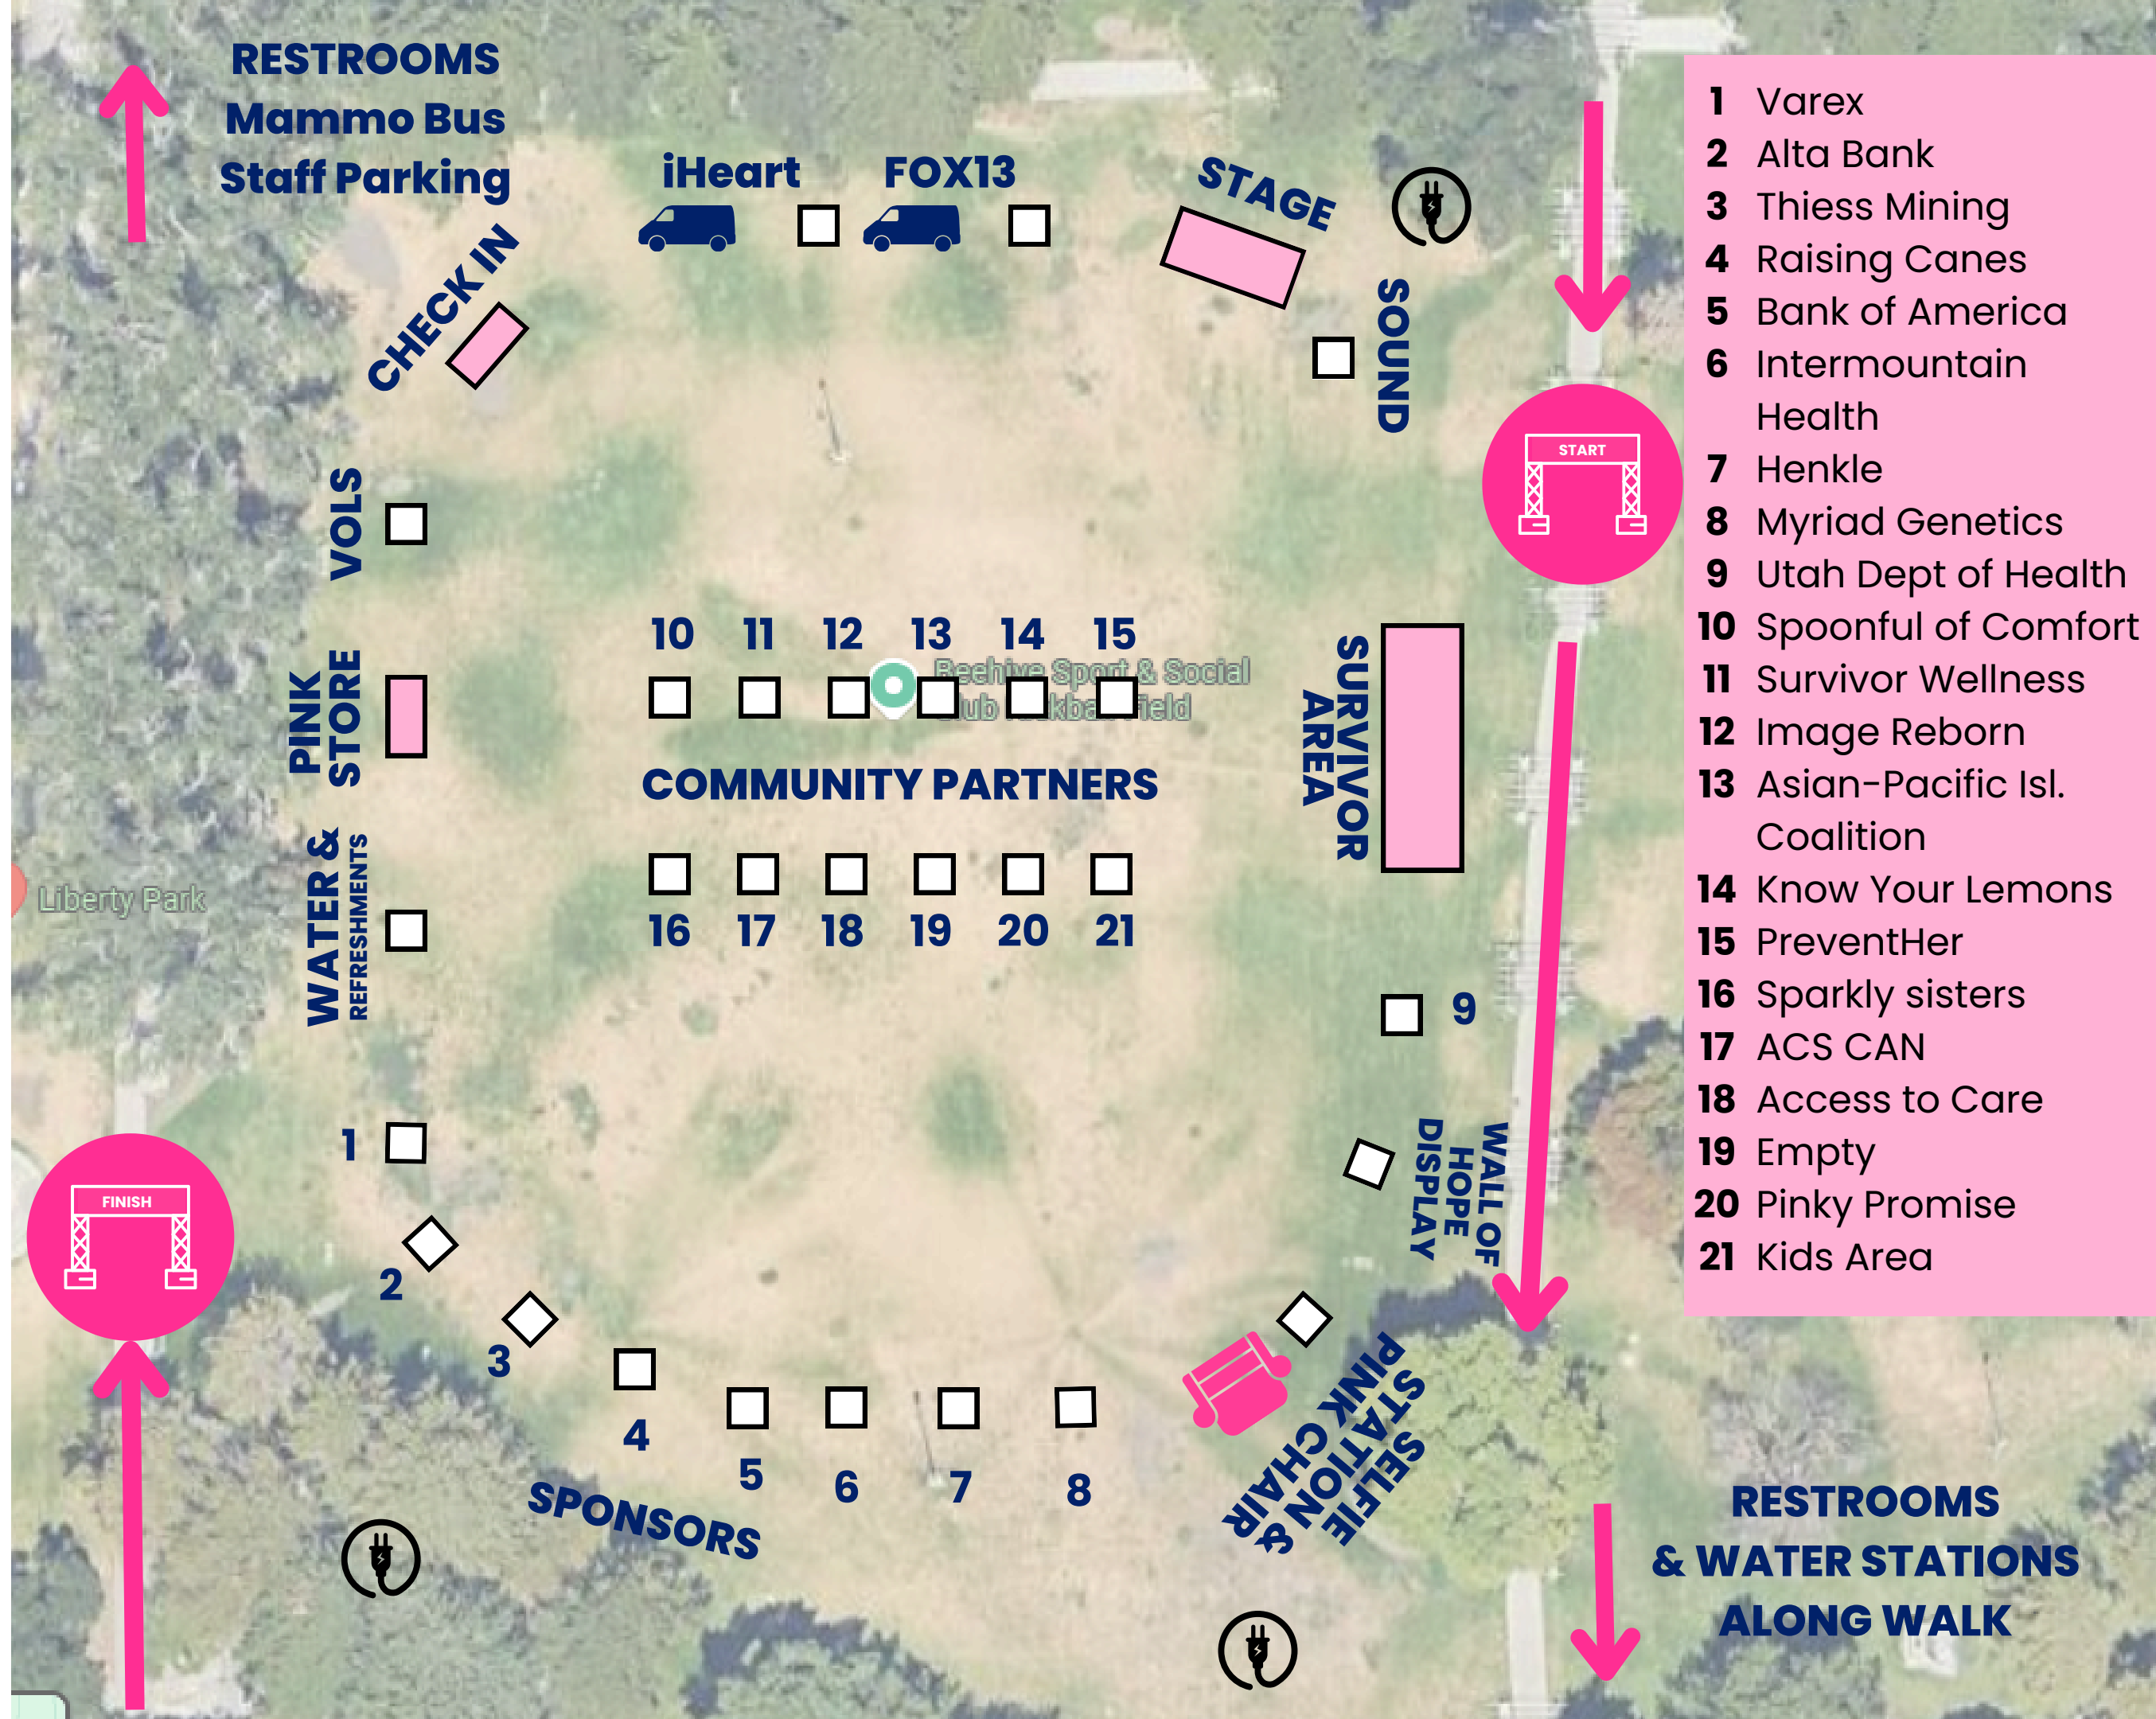 RESTROOMS
Mammo Bus
Staff Parking
iHeart
FOX13
STAGE
CHECK IN
SOUND
START
VOLS
10 11 12 13 14 15
Beehive Sport & Social
Field
PINK
STORE
COMMUNITY PARTNERS
SURVIVOR
AREA
WATER &
REFRESHMENTS
Liberty Park
16 17 18 19 20 21
9
1
WALL OF
HOPE
DISPLAY
FINISH
2
3
4
5
6
7
8
SPONSORS
SELFIE
STATION &
PINK CHAIR
RESTROOMS
& WATER STATIONS
ALONG WALK
1 Varex
2 Alta Bank
3 Thiess Mining
4 Raising Canes
5 Bank of America
6 Intermountain
Health
7 Henkle
8 Myriad Genetics
9 Utah Dept of Health
10 Spoonful of Comfort
11 Survivor Wellness
12 Image Reborn
13 Asian-Pacific Isl.
Coalition
14 Know Your Lemons
15 PreventHer
16 Sparkly sisters
17 ACS CAN
18 Access to Care
19 Empty
20 Pinky Promise
21 Kids Area